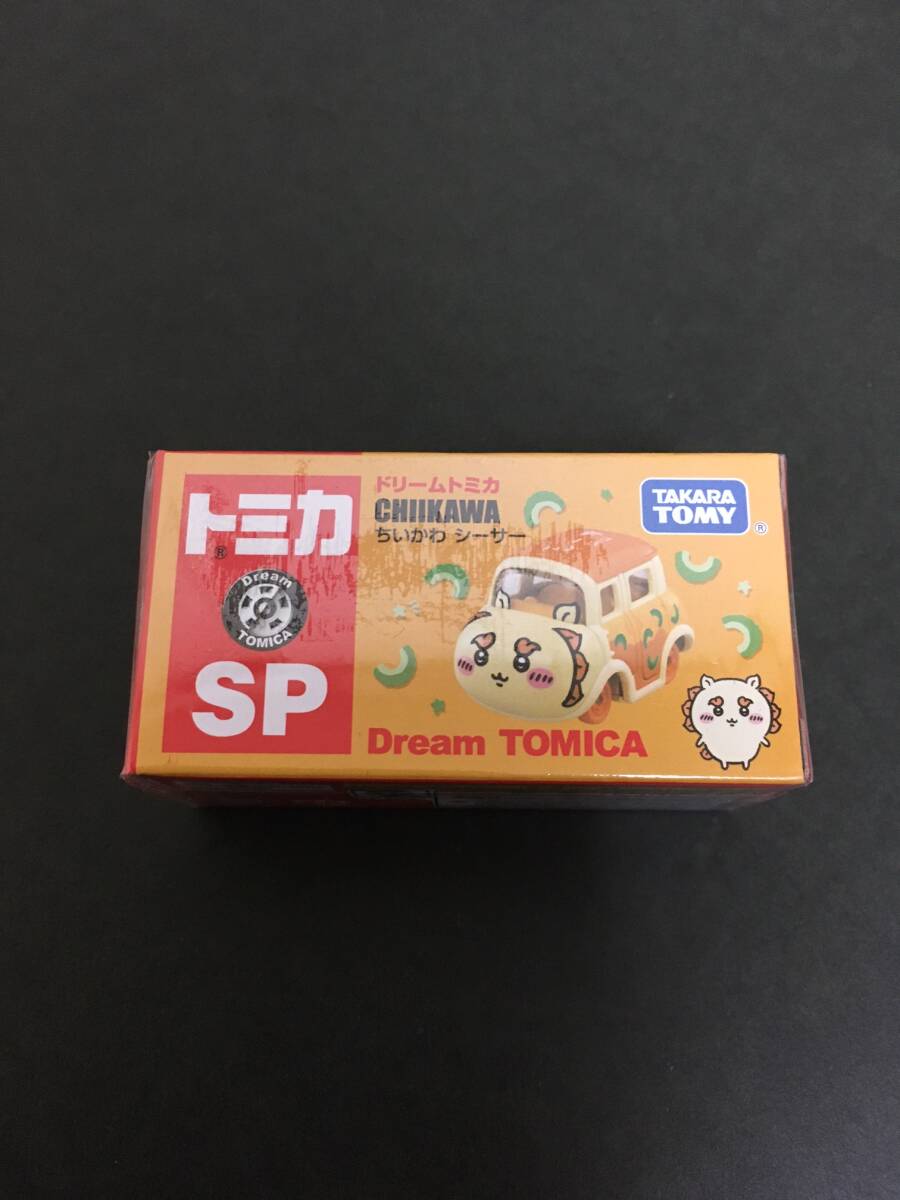 トミカ
®
Dream
TOMICA
SP
ドリームトミカ
CHIIKAWA
ちいかわ シーサー
TAKARA
TOMY
®
Dream TOMICA